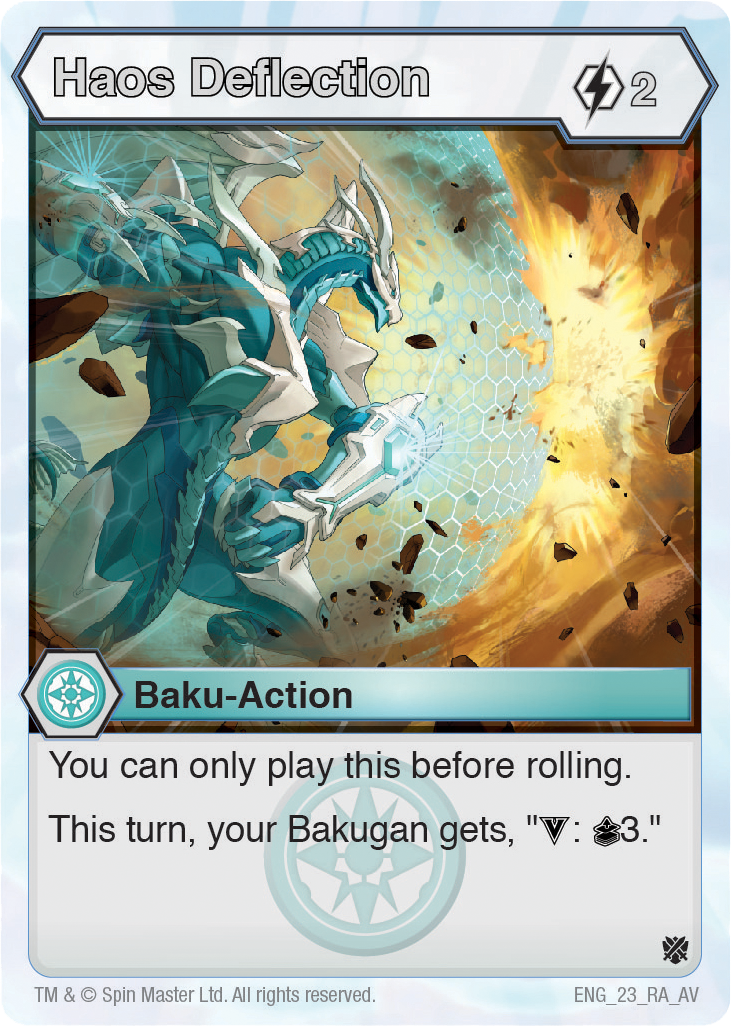 Haos Deflection
2
Baku-Action
You can only play this before rolling.
This turn, your Bakugan gets, " : 3."
TM & © Spin Master Ltd. All rights reserved.
ENG_23_RA_AV